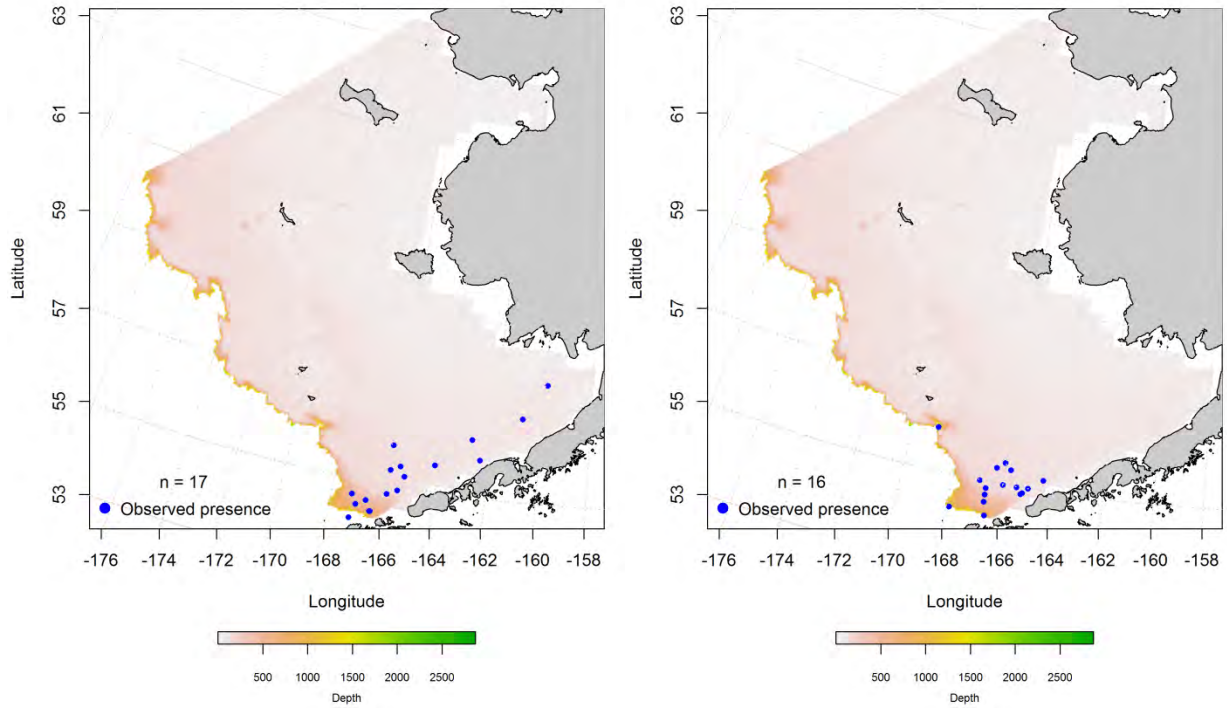 63
61
59
57
55
53
Latitude
n = 17
Observed presence
-176 -174 -172 -170 -168 -166 -164 -162 -160 -158
Longitude
500 1000 1500 2000 2500
Depth
63
61
59
57
55
53
Latitude
n = 16
Observed presence
-176 -174 -172 -170 -168 -166 -164 -162 -160 -158
Longitude
500 1000 1500 2000 2500
Depth